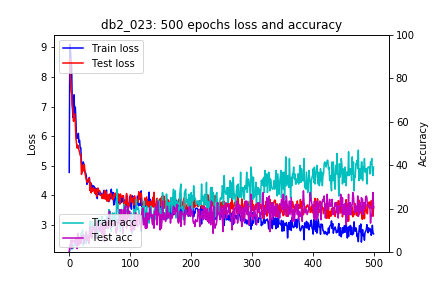 db2_023: 500 epochs loss and accuracy
Train loss
Test loss
Train acc
Test acc
Loss
9
8
7
6
5
4
3
Accuracy
100
80
60
40
20
0
0
100
200
300
400
500